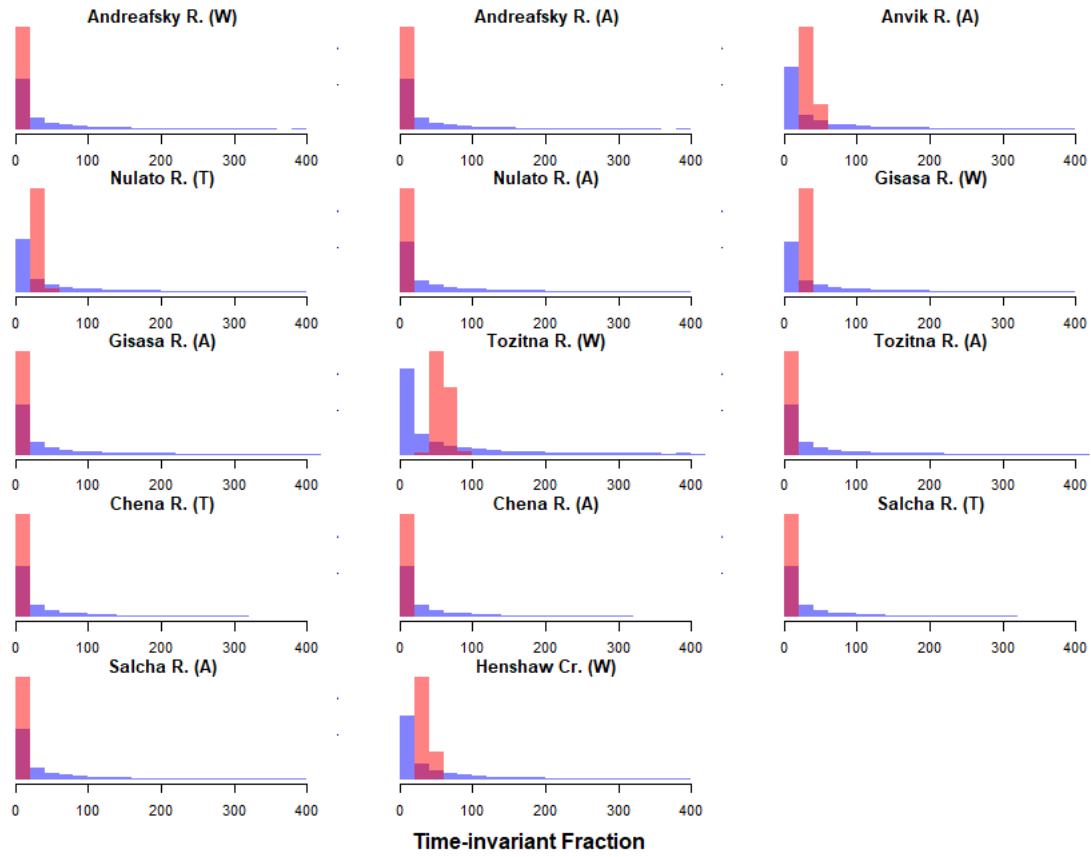 Andreafsky R. (W) Andreafsky R. (A) Anvik R. (A)
0 100 200 300 400 0 100 200 300 400 0 100 200 300 400
Nulato R. (T) Nulato R. (A) Gisasa R. (W)
0 100 200 300 400 0 100 200 300 400 0 100 200 300 400
Gisasa R. (A) Tozitna R. (W) Tozitna R. (A)
0 100 200 300 400 0 100 200 300 400 0 100 200 300 400
Chena R. (T) Chena R. (A) Salcha R. (T)
0 100 200 300 400 0 100 200 300 400 0 100 200 300 400
Salcha R. (A) Henshaw Cr. (W)
0 100 200 300 400 0 100 200 300 400
Time-invariant Fraction